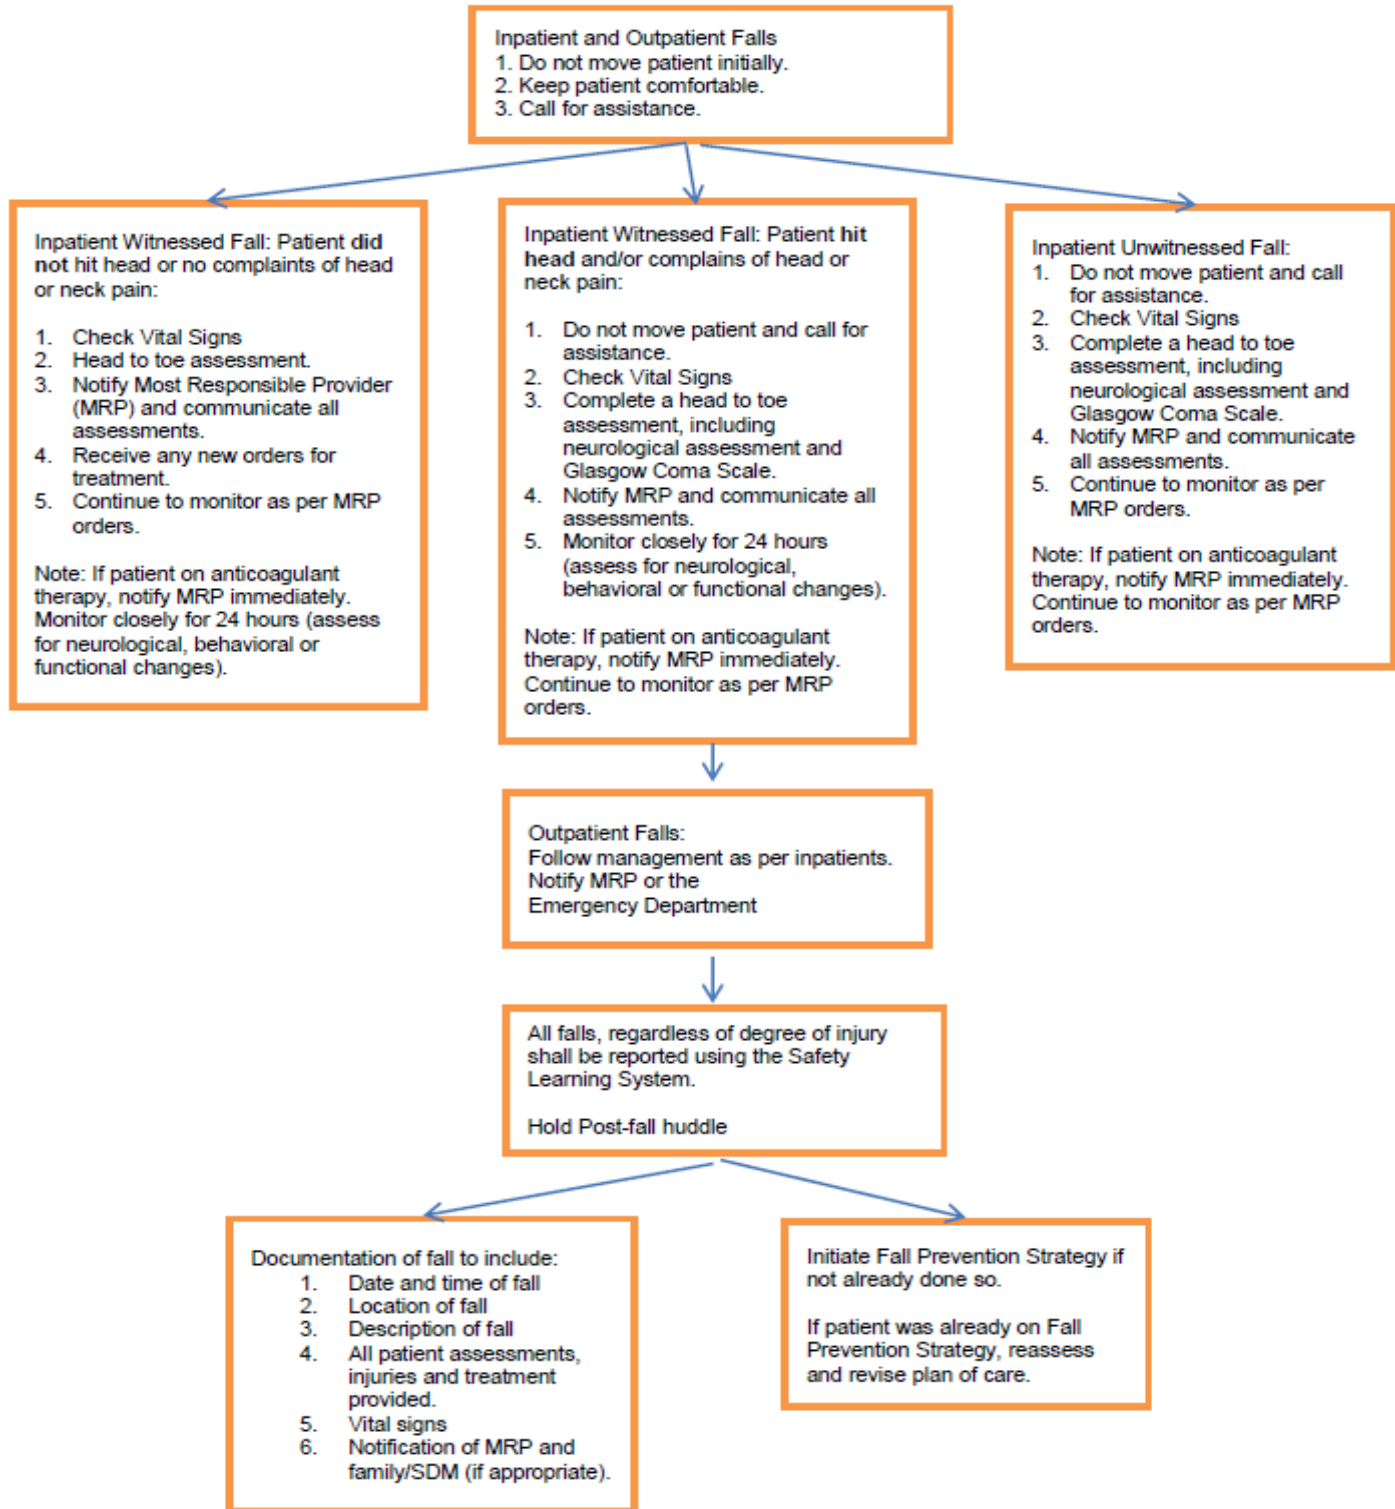 Inpatient and Outpatient Falls
1. Do not move patient initially.
2. Keep patient comfortable.
3. Call for assistance.
Inpatient Witnessed Fall: Patient did
not hit head or no complaints of head
or neck pain:
1. Check Vital Signs
2. Head to toe assessment.
3. Notify Most Responsible Provider
(MRP) and communicate all
assessments.
4. Receive any new orders for
treatment.
5. Continue to monitor as per MRP
orders.
Note: If patient on anticoagulant
therapy, notify MRP immediately.
Monitor closely for 24 hours (assess
for neurological, behavioral or
functional changes).
Inpatient Witnessed Fall: Patient hit
head and/or complains of head or
neck pain:
1. Do not move patient and call for
assistance.
2. Check Vital Signs
3. Complete a head to toe
assessment, including
neurological assessment and
Glasgow Coma Scale.
4. Notify MRP and communicate all
assessments.
5. Monitor closely for 24 hours
(assess for neurological,
behavioral or functional changes).
Note: If patient on anticoagulant
therapy, notify MRP immediately.
Continue to monitor as per MRP
orders.
Inpatient Unwitnessed Fall:
1. Do not move patient and call
for assistance.
2. Check Vital Signs
3. Complete a head to toe
assessment, including
neurological assessment and
Glasgow Coma Scale.
4. Notify MRP and communicate
all assessments.
5. Continue to monitor as per
MRP orders.
Note: If patient on anticoagulant
therapy, notify MRP immediately.
Continue to monitor as per MRP
orders.
Outpatient Falls:
Follow management as per inpatients.
Notify MRP or the
Emergency Department
All falls, regardless of degree of injury
shall be reported using the Safety
Learning System.
Hold Post-fall huddle
Documentation of fall to include:
1. Date and time of fall
2. Location of fall
3. Description of fall
4. All patient assessments,
injuries and treatment
provided.
5. Vital signs
6. Notification of MRP and
family/SDM (if appropriate).
Initiate Fall Prevention Strategy if
not already done so.
If patient was already on Fall
Prevention Strategy, reassess
and revise plan of care.